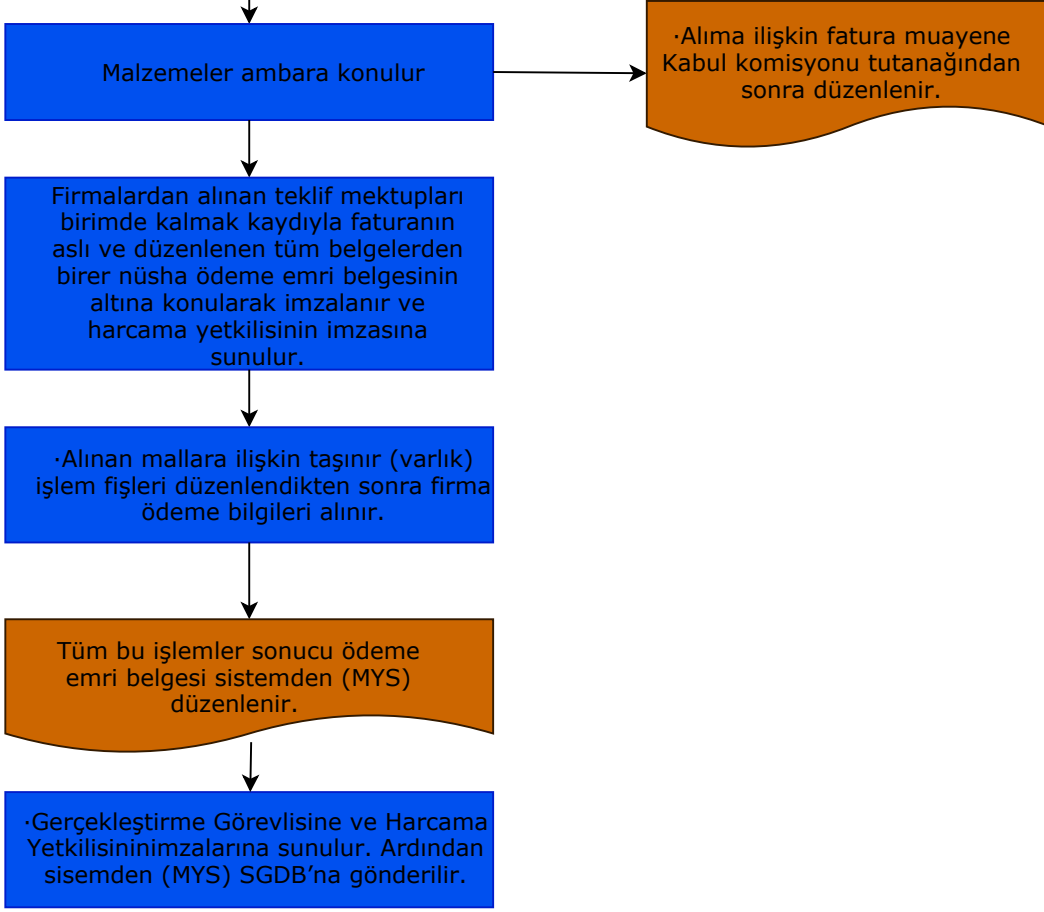 Malzemeler ambara konulur
·Alıma ilişkin fatura muayene
Kabul komisyonu tutanağından
sonra düzenlenir.
Firmalardan alınan teklif mektupları
birimde kalmak kaydıyla faturanın
aslı ve düzenlenen tüm belgelerden
birer nüsha ödeme emri belgesinin
altına konularak imzalanır ve
harcama yetkilisinin imzasına
sunulur.
·Alınan mallara ilişkin taşınır (varlık)
işlem fişleri düzenlendikten sonra firma
ödeme bilgileri alınır.
Tüm bu işlemler sonucu ödeme
emri belgesi sistemden (MYS)
düzenlenir.
·Gerçekleştirme Görevlisine ve Harcama
Yetkilisininimzalarına sunulur. Ardından
sisemden (MYS) SGDB’na gönderilir.